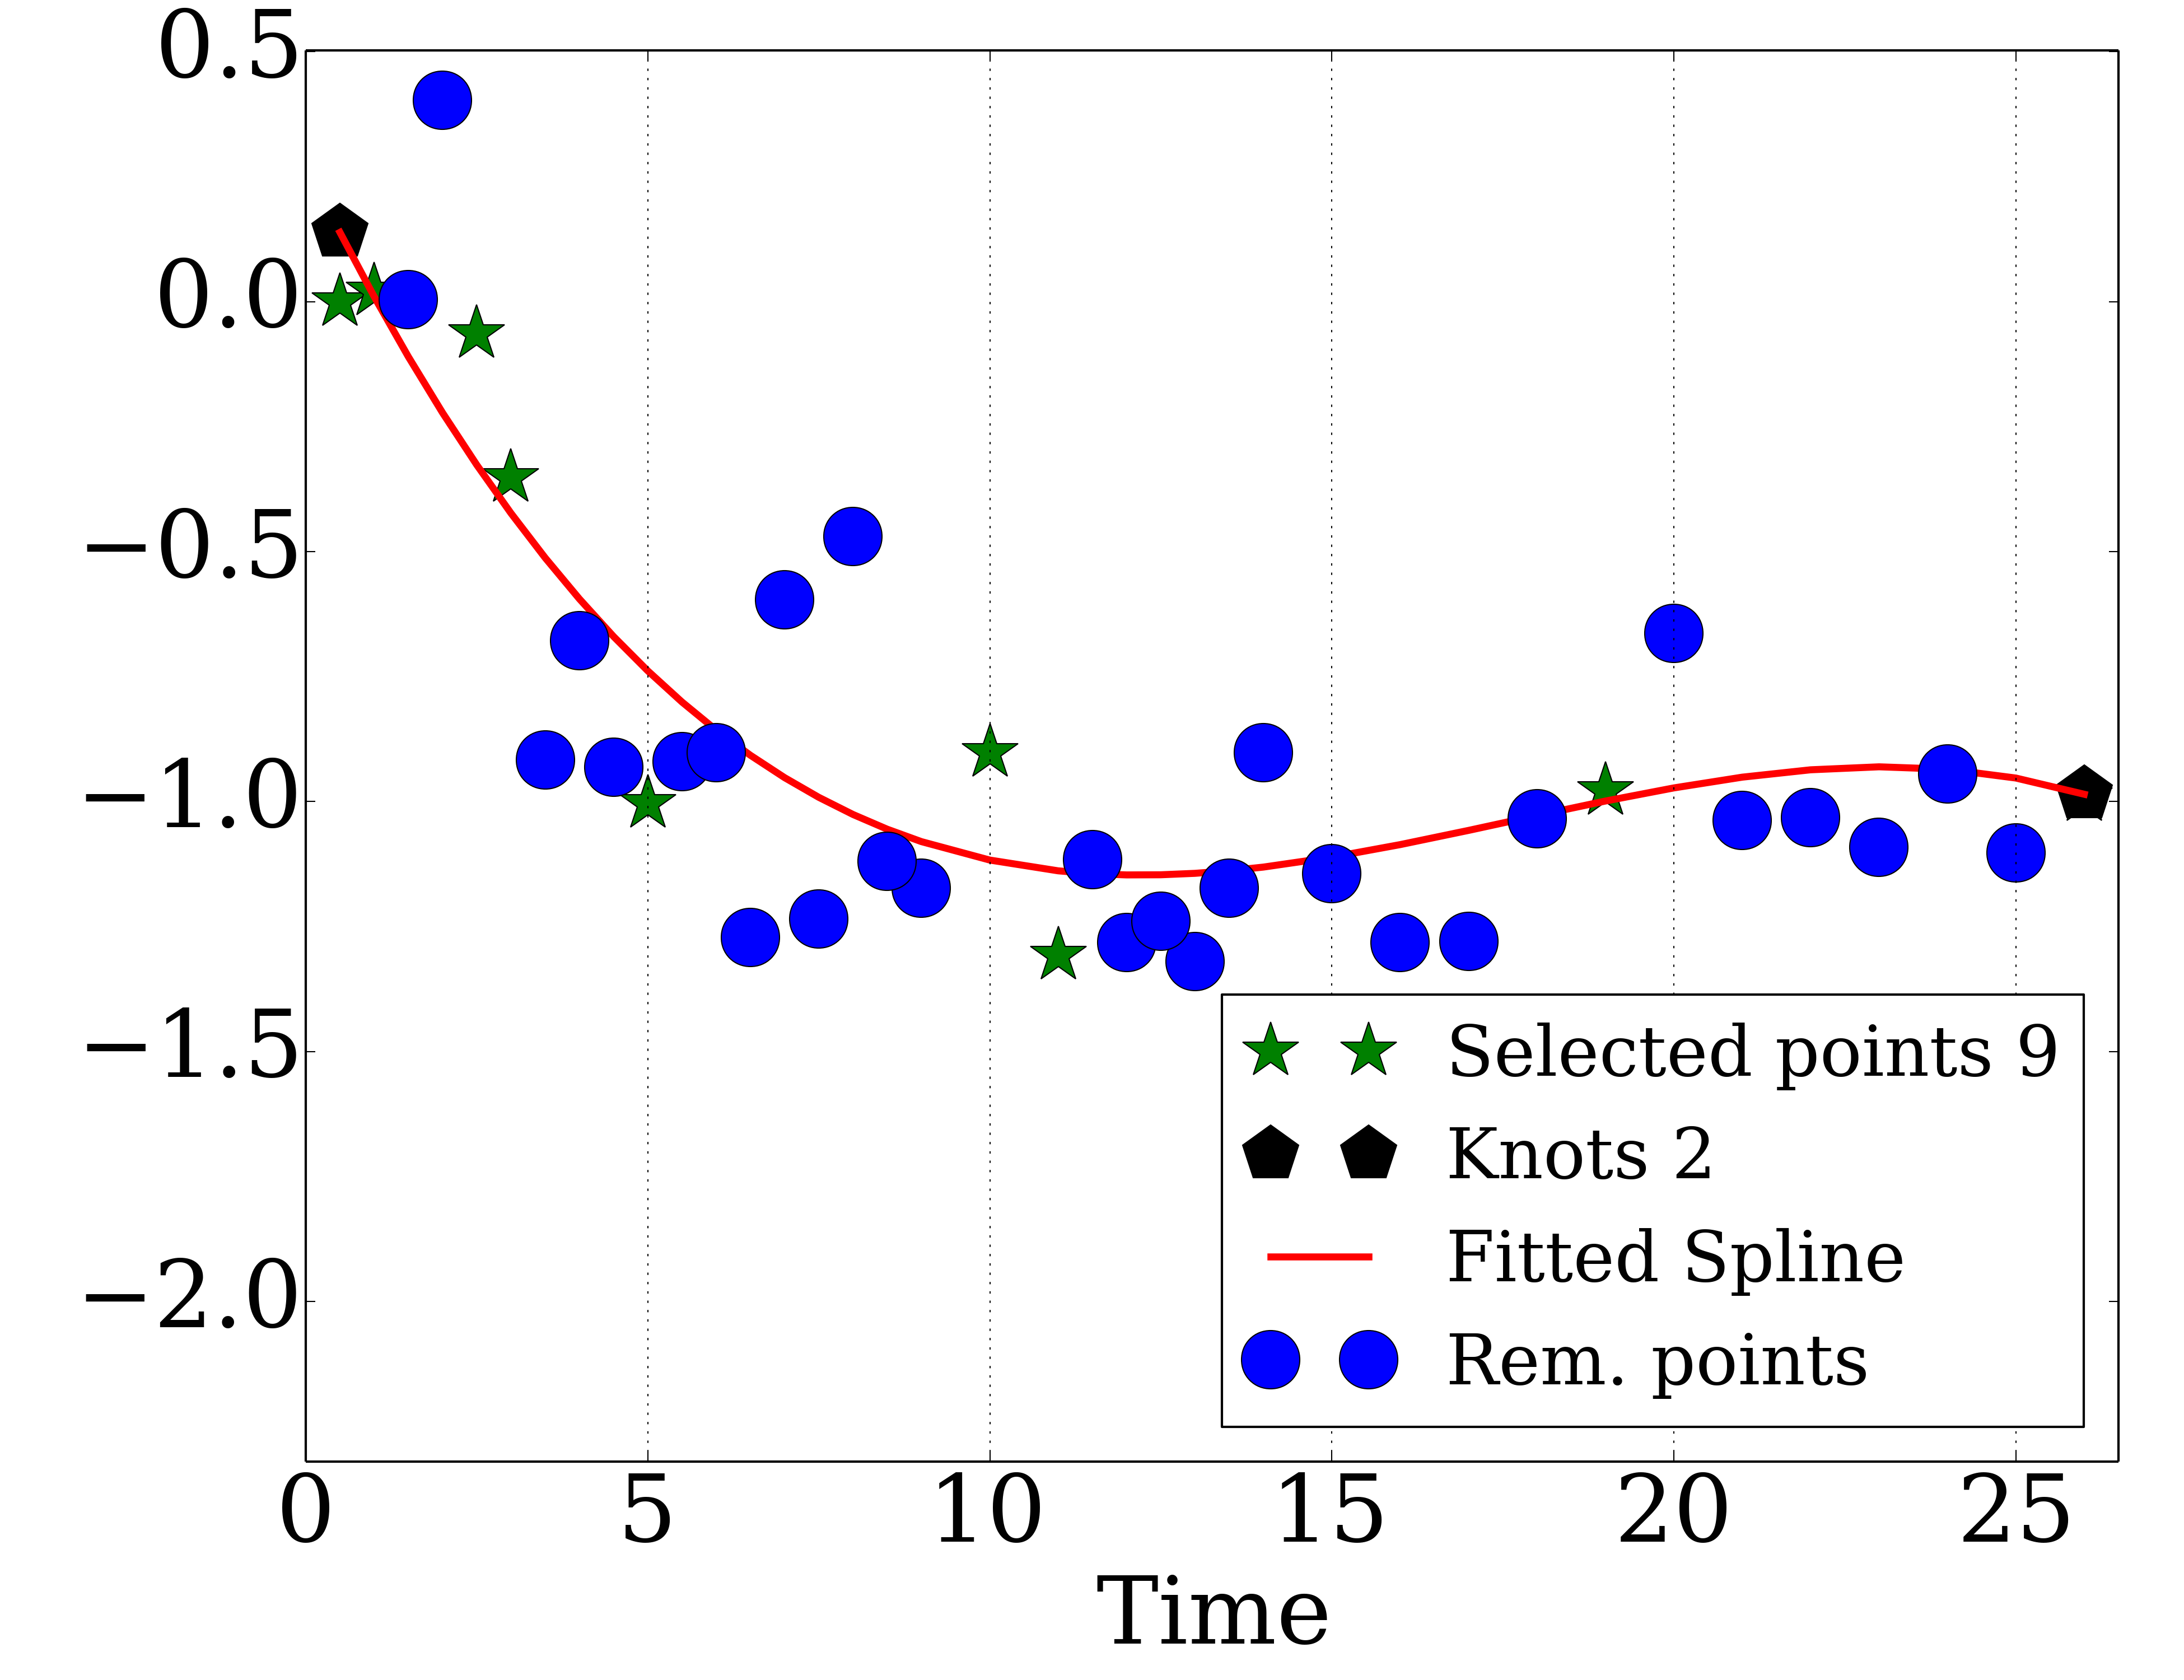 0.5
0.0
−0.5
−1.0
−1.5
−2.0
Selected points 9
Knots 2
Fitted Spline
Rem. points
0 5 10 15 20 25
Time